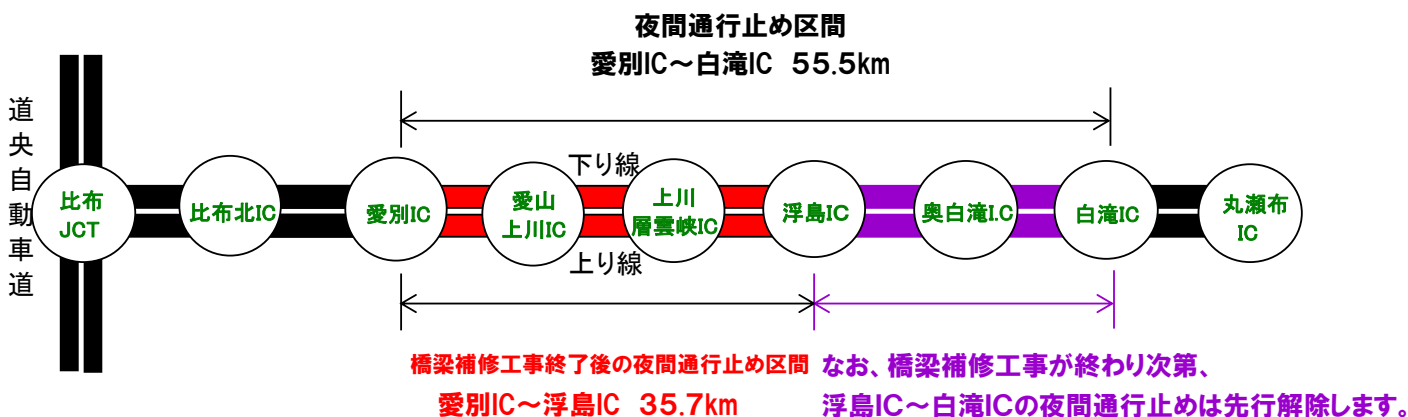 夜間通行止め区間
愛別IC～白滝IC 55.5km
道央自動車道
下り線
比布
JCT
比布北IC
愛別IC
愛山
上川IC
上川
層雲峡IC
浮島IC
奥白滝I.C
白滝IC
丸瀬布
IC
上り線
橋梁補修工事終了後の夜間通行止め区間
愛別IC～浮島IC 35.7km
なお、橋梁補修工事が終わり次第、
浮島IC～白滝ICの夜間通行止めは先行解除します。